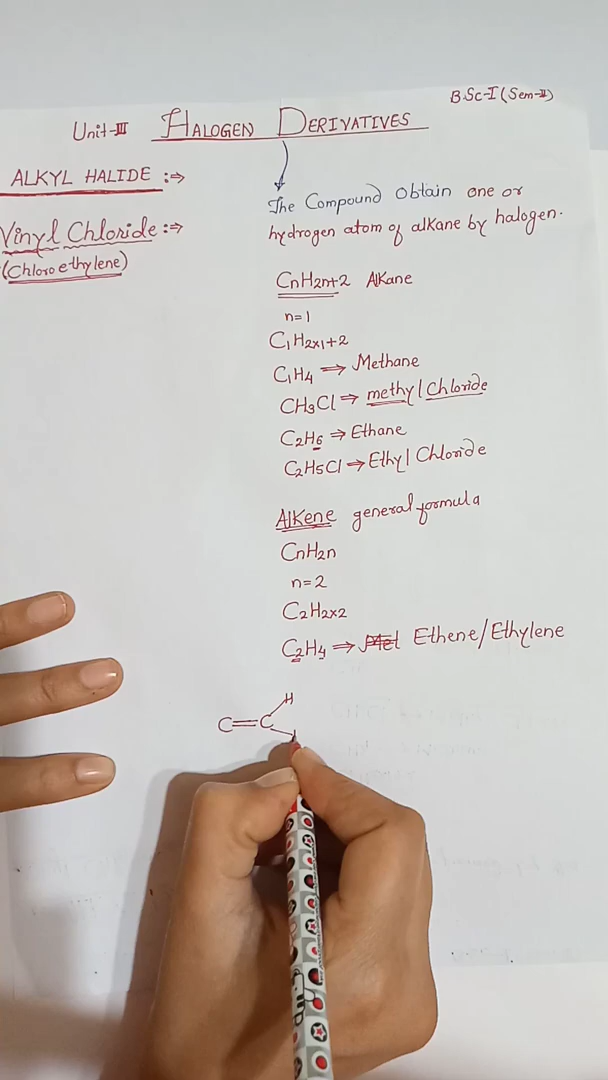 B.Sc-I (Sem-II)
Unit-III HALOGEN DERIVATIVES
ALKYL HALIDE :⇒
Vinyl Chloride :⇒
(Chloro ethylene)
The Compound Obtain one or
hydrogen atom of alkane by halogen.
CnH2n+2 Alkane
n=1
C1H2x1+2
C1H4 ⇒ Methane
CH3Cl ⇒ methyl Chloride
C2H6 ⇒ Ethane
C2H5Cl ⇒ Ethyl Chloride
Alkene general formula
CnH2n
n=2
C2H2x2
C2H4 ⇒ Met Ethene/Ethylene
H
C=C